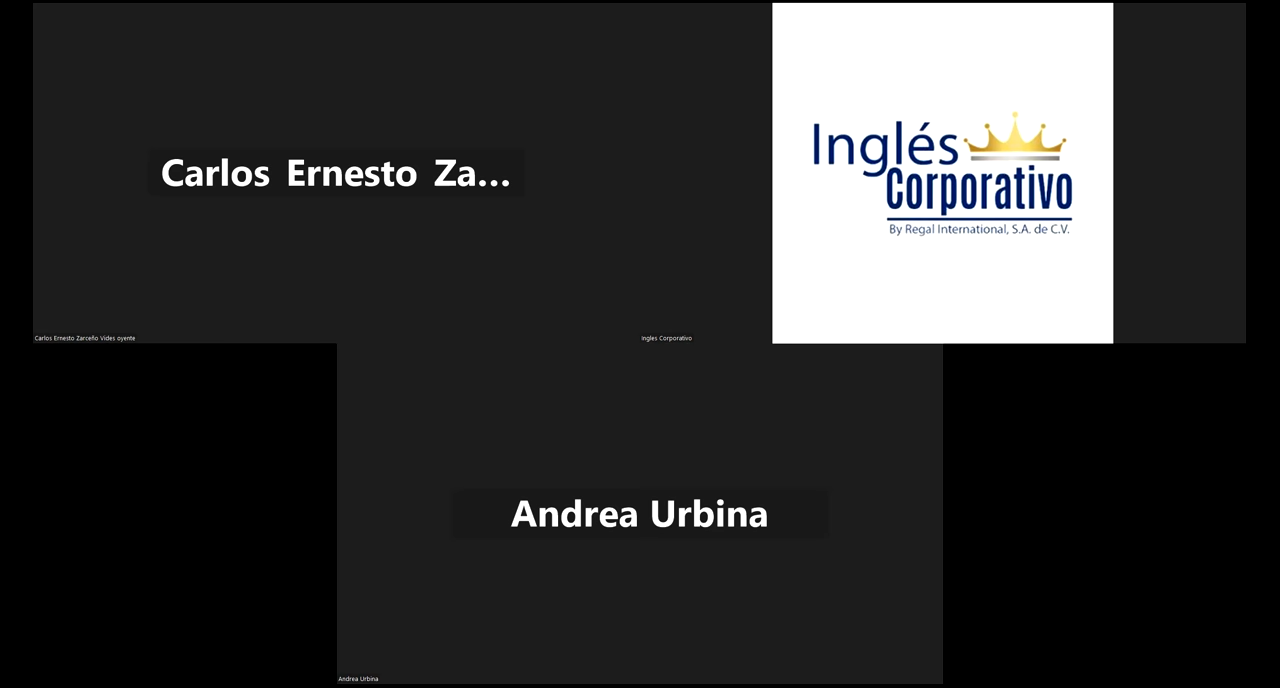 Carlos Ernesto Za...
Carlos Ernesto Zarceño Vides oyente
Inglés
Corporativo
By Regal International, S.A. de C.V.
Ingles Corporativo
Andrea Urbina
Andrea Urbina